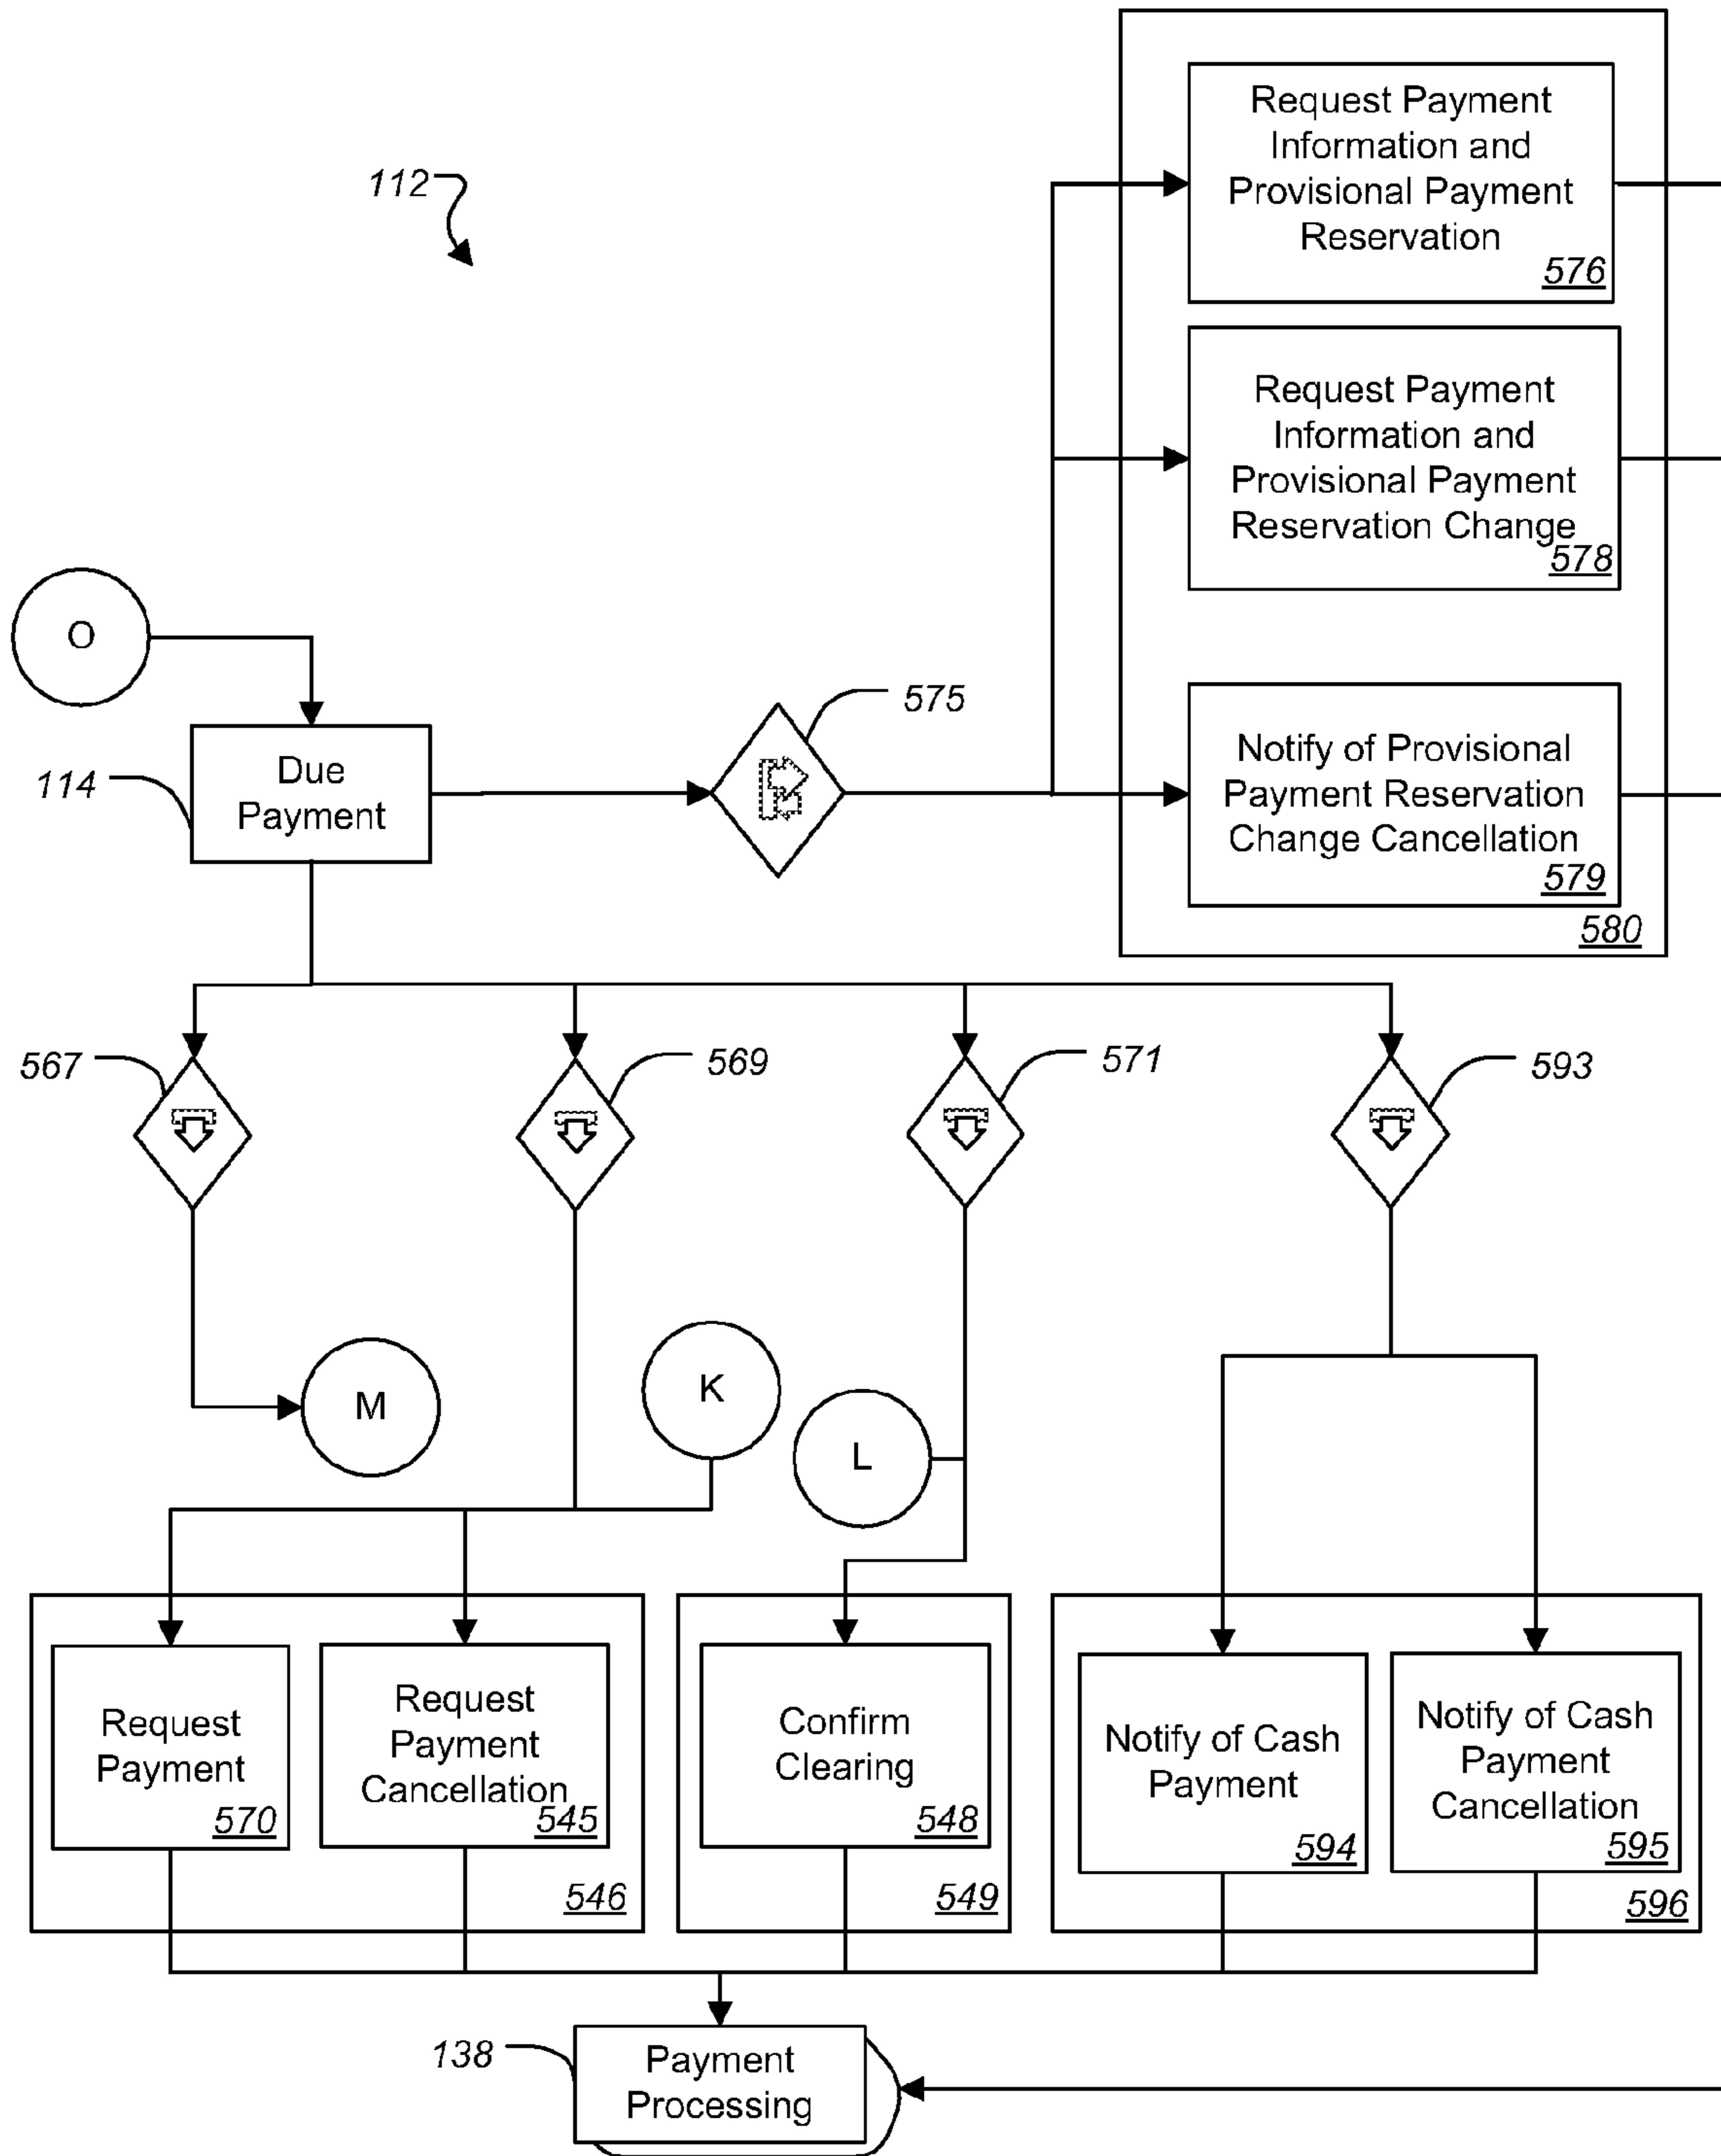 112
Request Payment
Information and
Provisional Payment
Reservation
576
Request Payment
Information and
Provisional Payment
Reservation Change
578
O
114
Due
Payment
575
Notify of Provisional
Payment Reservation
Change Cancellation
579
580
567
569
571
593
M
K
L
Request
Payment
570
Request
Payment
Cancellation
545
546
Confirm
Clearing
548
549
Notify of Cash
Payment
594
Notify of Cash
Payment
Cancellation
595
596
138
Payment
Processing